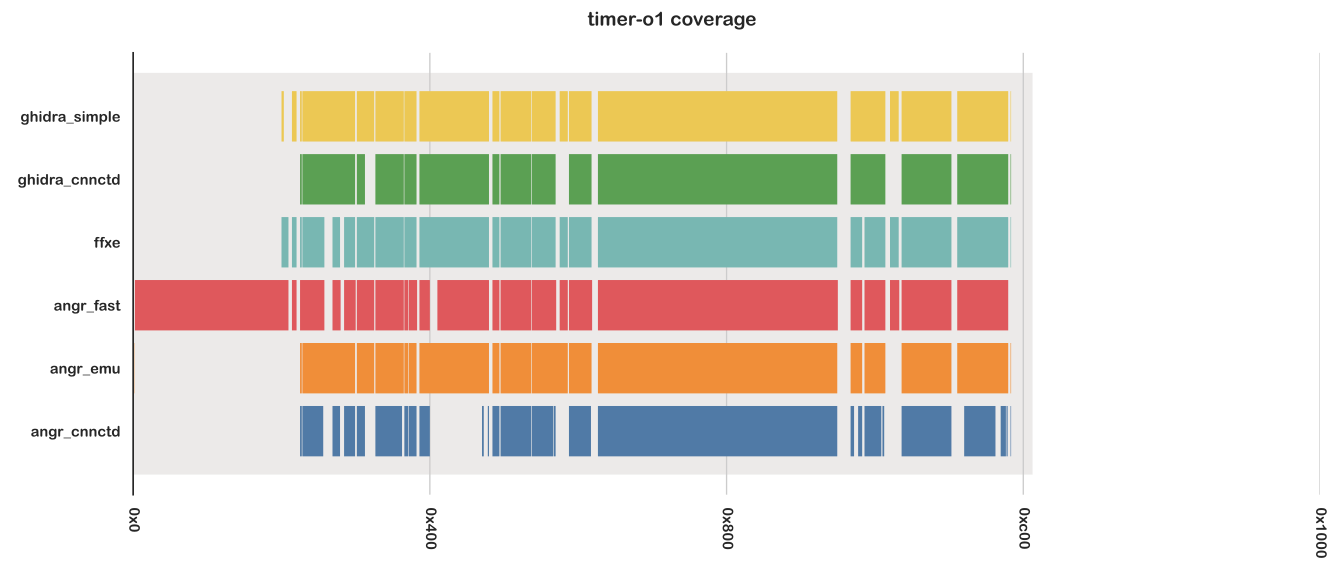 timer-o1 coverage
ghidra_simple
ghidra_cnnctd
ffxe
angr_fast
angr_emu
angr_cnnctd
0x0
0x400
0x800
0xc00
0x1000